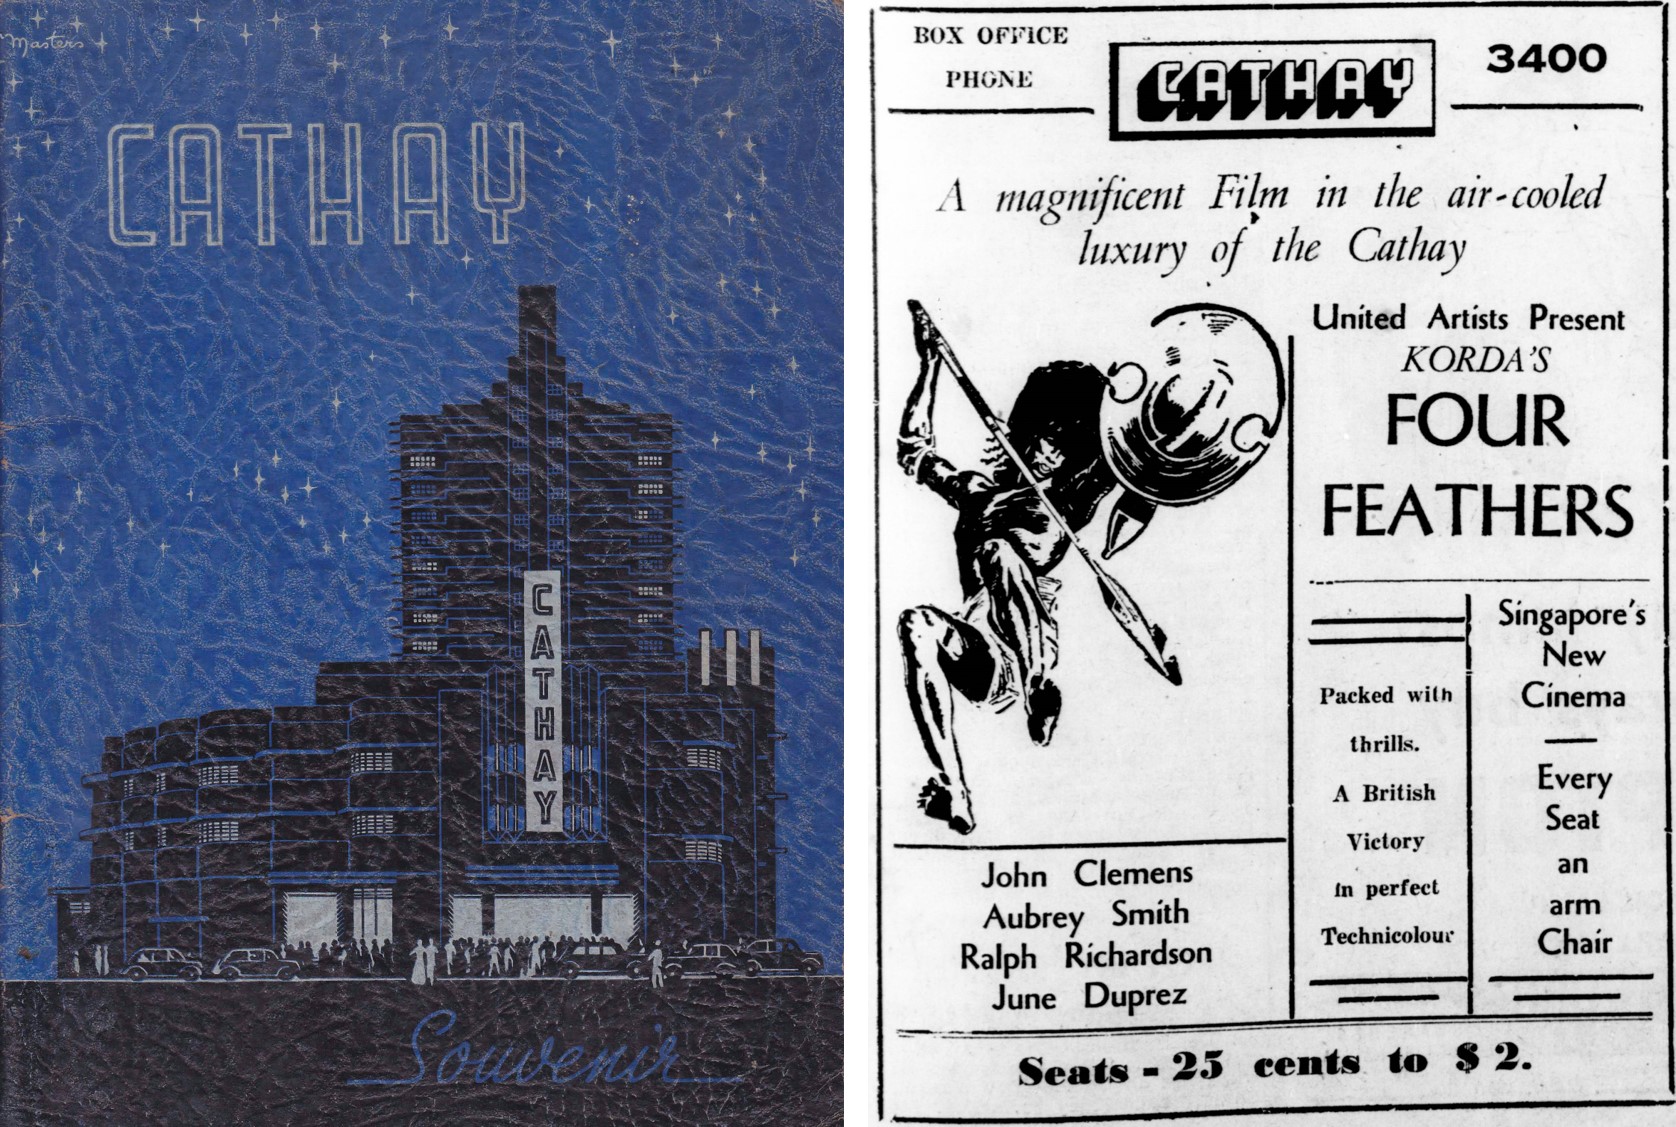 Masters
CATHAY
CATHAY
Souvenir
BOX OFFICE
PHONE
CATHAY
3400
A magnificent Film in the air-cooled
luxury of the Cathay
United Artists Present
KORDA'S
FOUR
FEATHERS
Packed with
thrills.
A British
Victory
in perfect
Technicolour
Singapore's
New
Cinema
Every
Seat
an
arm
Chair
John Clemens
Aubrey Smith
Ralph Richardson
June Duprez
Seats - 25 cents to $ 2.